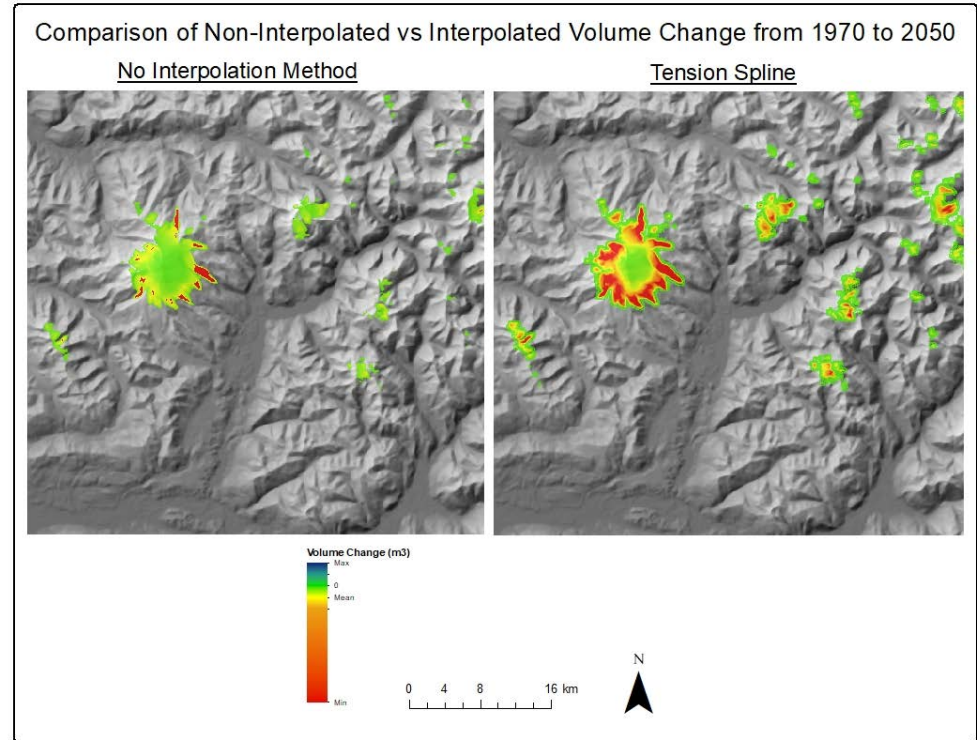 Comparison of Non-Interpolated vs Interpolated Volume Change from 1970 to 2050
No Interpolation Method
Tension Spline
Volume Change (m3)
Max
0
Mean
Min
0 4 8 16 km
N